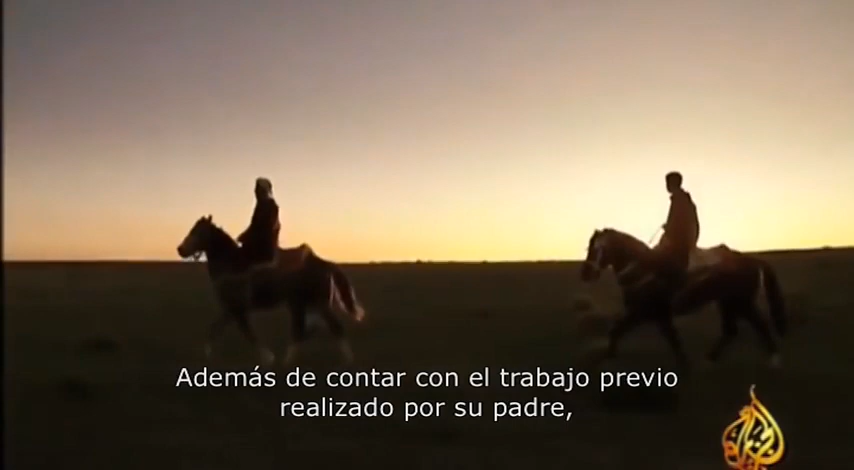 Además de contar con el trabajo previo
realizado por su padre,